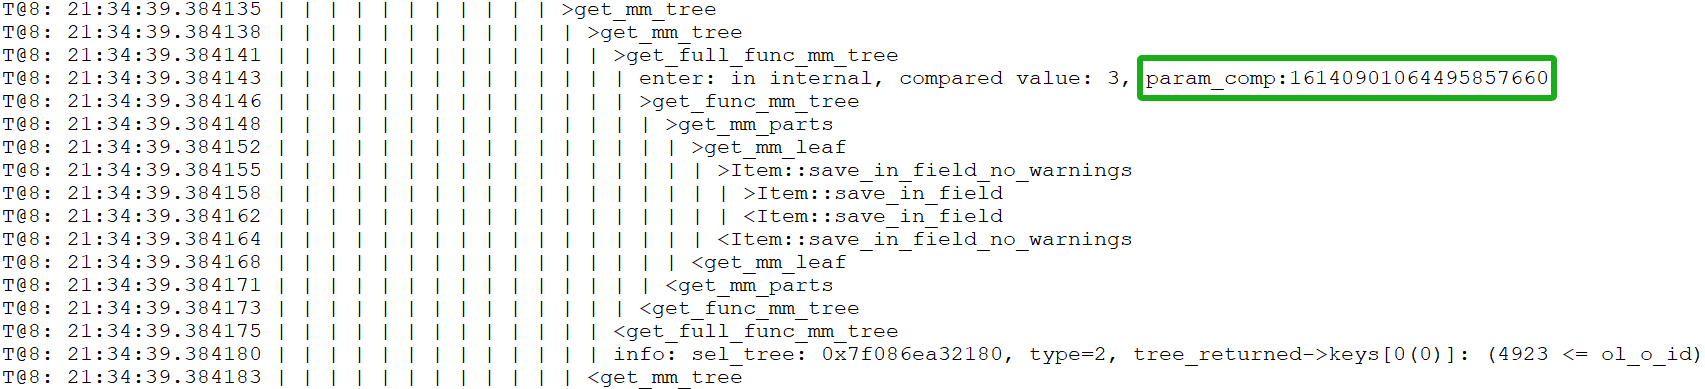 T@8: 21:34:39.384135 | | | | | | | | | | | >get_mm_tree
T@8: 21:34:39.384138 | | | | | | | | | | | | >get_mm_tree
T@8: 21:34:39.384141 | | | | | | | | | | | | | >get_full_func_mm_tree
T@8: 21:34:39.384143 | | | | | | | | | | | | | | enter: in internal, compared value: 3, param_comp:16140901064495857660
T@8: 21:34:39.384146 | | | | | | | | | | | | | | >get_func_mm_tree
T@8: 21:34:39.384148 | | | | | | | | | | | | | | | >get_mm_parts
T@8: 21:34:39.384152 | | | | | | | | | | | | | | | | >get_mm_leaf
T@8: 21:34:39.384155 | | | | | | | | | | | | | | | | | >Item::save_in_field_no_warnings
T@8: 21:34:39.384158 | | | | | | | | | | | | | | | | | | >Item::save_in_field
T@8: 21:34:39.384162 | | | | | | | | | | | | | | | | | | <Item::save_in_field
T@8: 21:34:39.384164 | | | | | | | | | | | | | | | | | <Item::save_in_field_no_warnings
T@8: 21:34:39.384168 | | | | | | | | | | | | | | | | <get_mm_leaf
T@8: 21:34:39.384171 | | | | | | | | | | | | | | | <get_mm_parts
T@8: 21:34:39.384173 | | | | | | | | | | | | | | <get_func_mm_tree
T@8: 21:34:39.384175 | | | | | | | | | | | | | <get_full_func_mm_tree
T@8: 21:34:39.384180 | | | | | | | | | | | | | info: sel_tree: 0x7f086ea32180, type=2, tree_returned->keys[0(0)]: (4923 <= ol_o_id)
T@8: 21:34:39.384183 | | | | | | | | | | | | <get_mm_tree